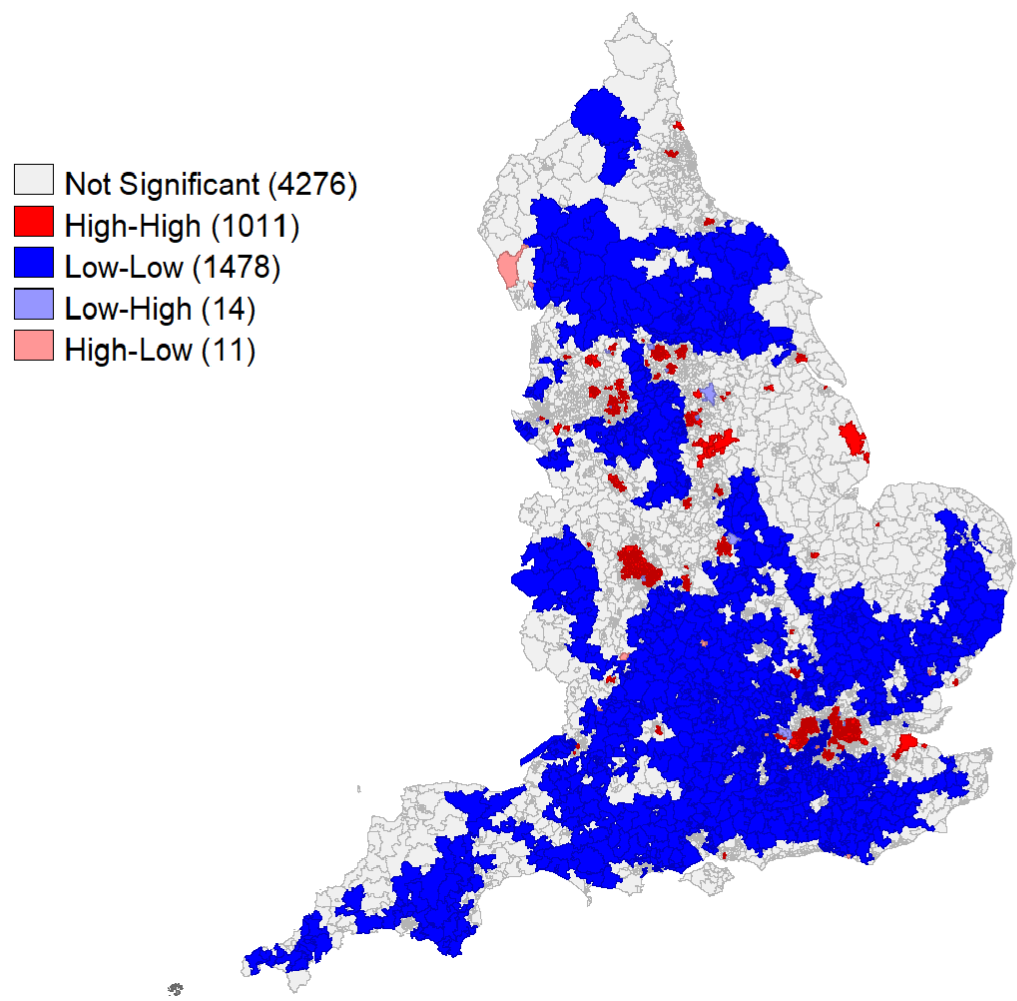 Not Significant (4276)
High-High (1011)
Low-Low (1478)
Low-High (14)
High-Low (11)